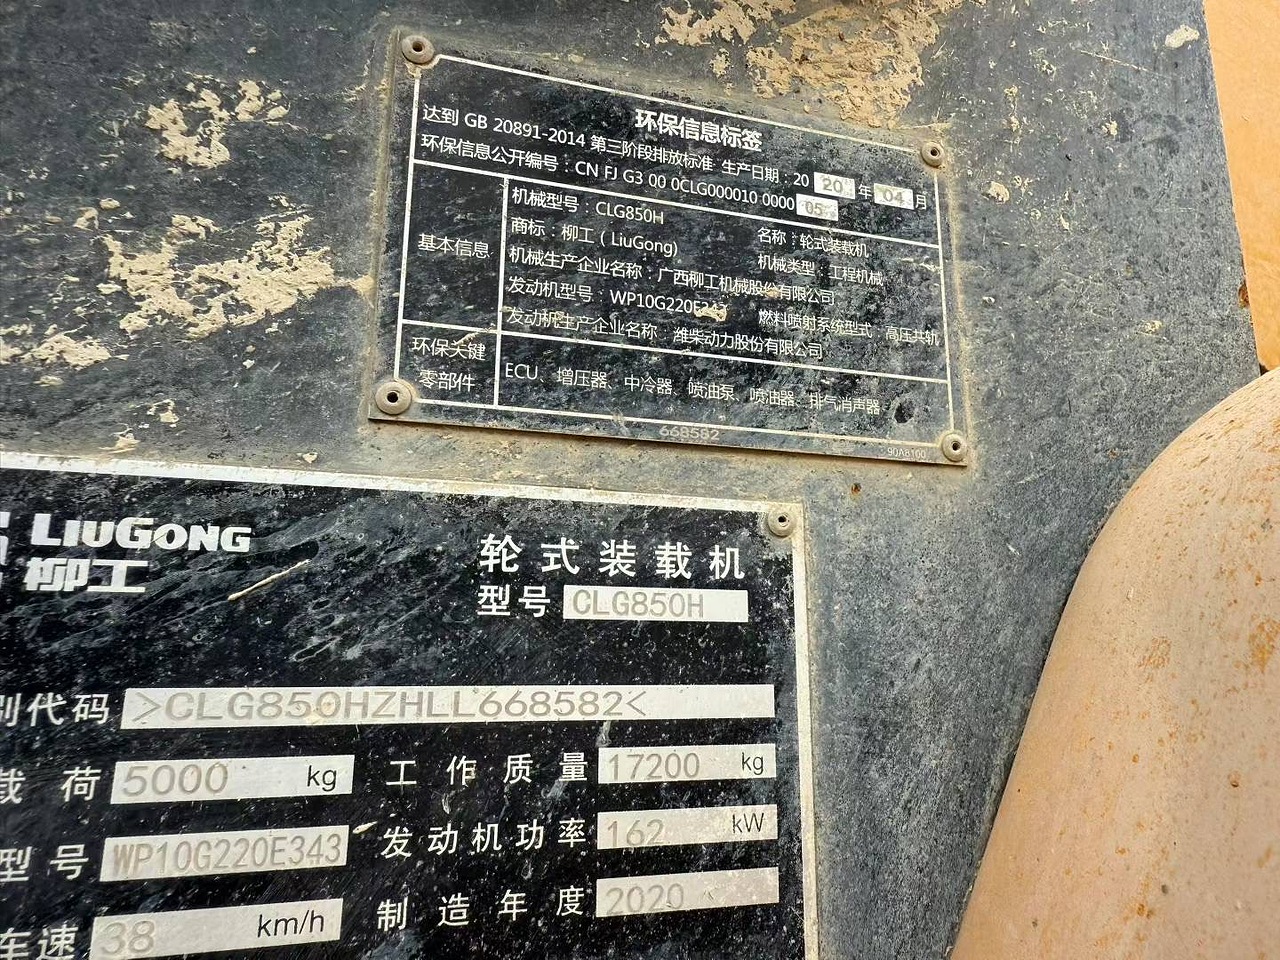 环保信息标签
达到 GB 20891-2014 第三阶段排放标准 生产日期：20 20 年 04 月
环保信息公开编号：CN FJ G3 00 0CLG000010 0000 05
基本信息
机械型号：CLG850H 名称：轮式装载机
商标：柳工（LiuGong） 机械类型：工程机械
机械生产企业名称：广西柳工机械股份有限公司
发动机型号：WP10G220E343 燃料喷射系统型式 高压共轨
发动机生产企业名称 潍柴动力股份有限公司
环保关键
零部件
ECU、增压器、中冷器、喷油泵、喷油器、排气消声器
668582
90A8100
LIUGONG
柳工
轮式装载机
型号 CLG850H
别代码 >CLG850HZHLL668582<
载荷 5000 kg 工作质量 17200 kg
型号 WP10G220E343 发动机功率 162 kW
车速 38 km/h 制造年度 2020